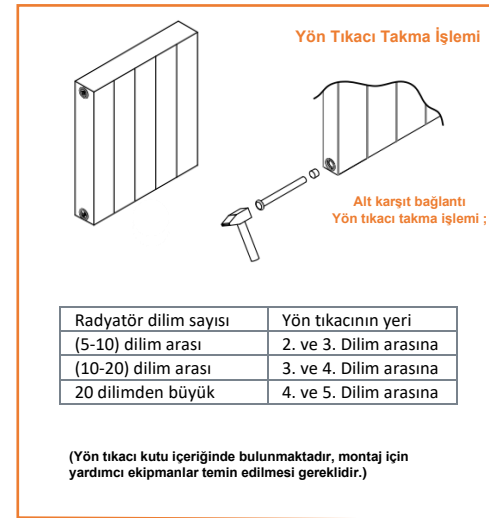 Yön Tıkacı Takma İşlemi
Alt karşıt bağlantı
Yön tıkacı takma işlemi ;
Radyatör dilim sayısı Yön tıkacının yeri
(5-10) dilim arası 2. ve 3. Dilim arasına
(10-20) dilim arası 3. ve 4. Dilim arasına
20 dilimden büyük 4. ve 5. Dilim arasına
(Yön tıkacı kutu içeriğinde bulunmaktadır, montaj için
yardımcı ekipmanlar temin edilmesi gereklidir.)